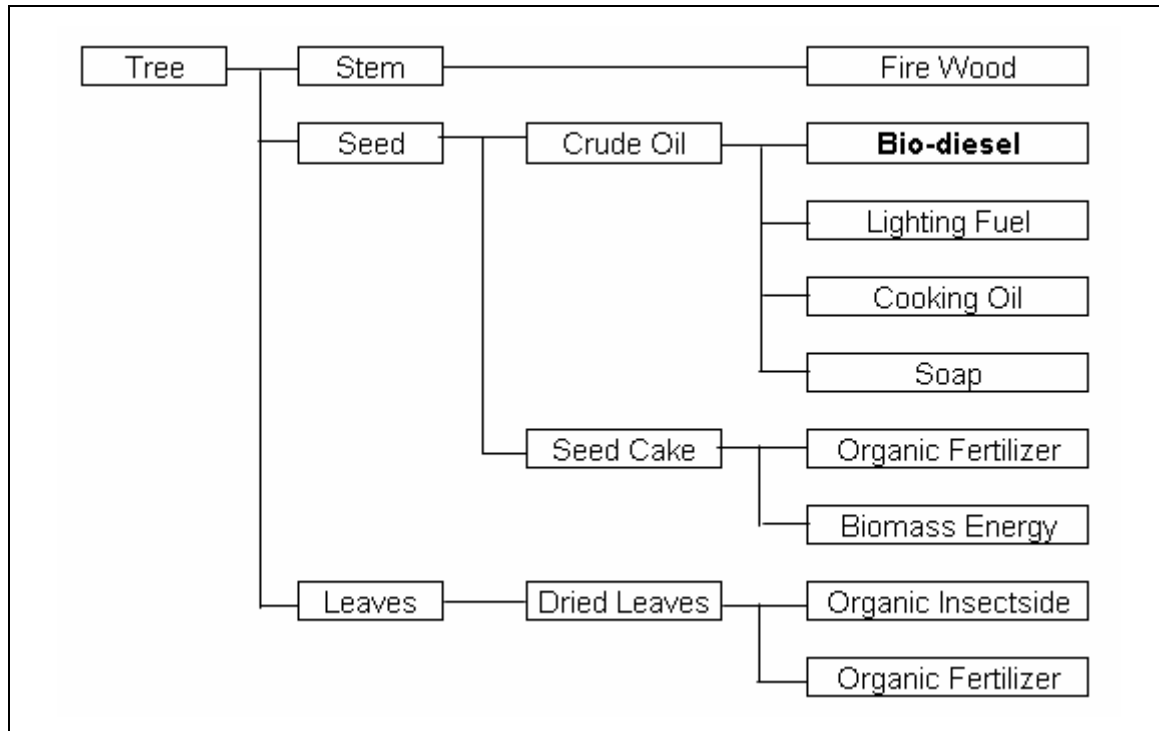 Tree
Stem
Fire Wood
Seed
Crude Oil
Bio-diesel
Lighting Fuel
Cooking Oil
Soap
Seed Cake
Organic Fertilizer
Biomass Energy
Leaves
Dried Leaves
Organic Insectside
Organic Fertilizer